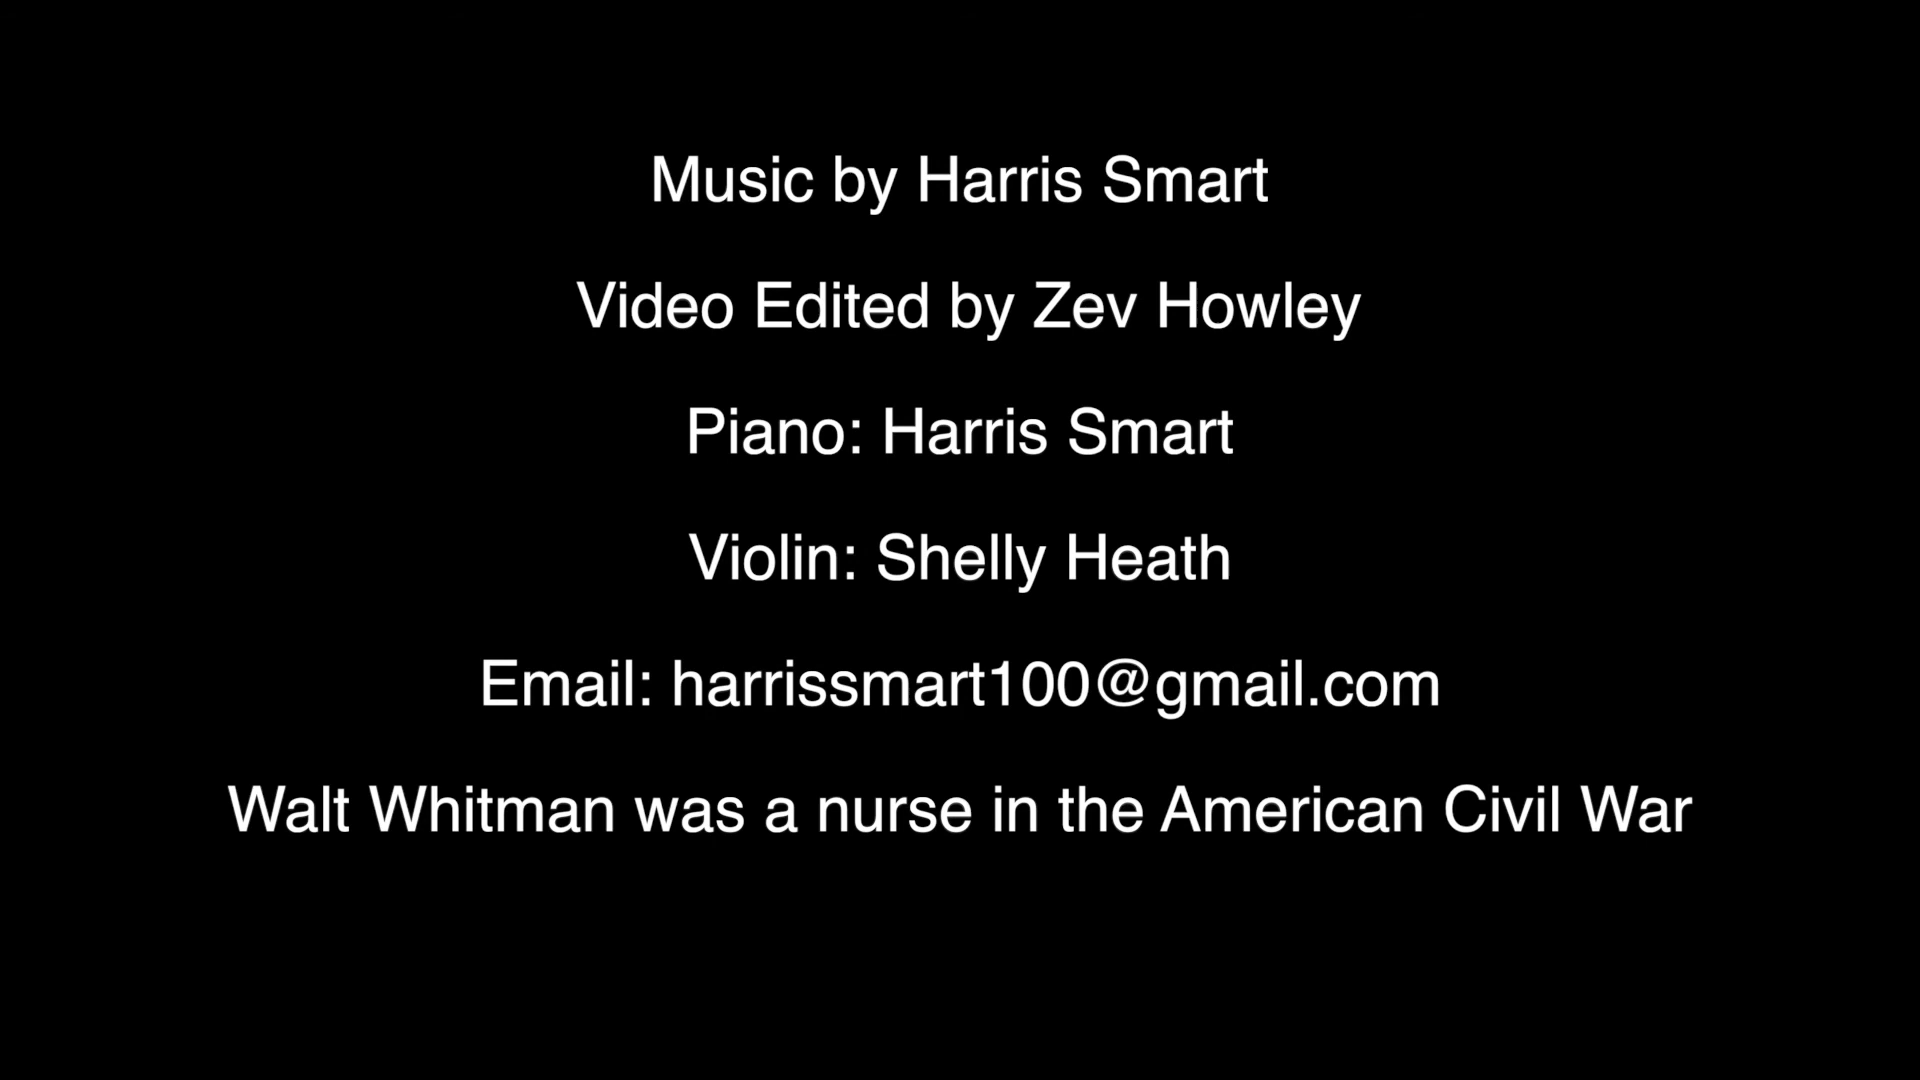 Music by Harris Smart
Video Edited by Zev Howley
Piano: Harris Smart
Violin: Shelly Heath
Email: harrissmart100@gmail.com
Walt Whitman was a nurse in the American Civil War